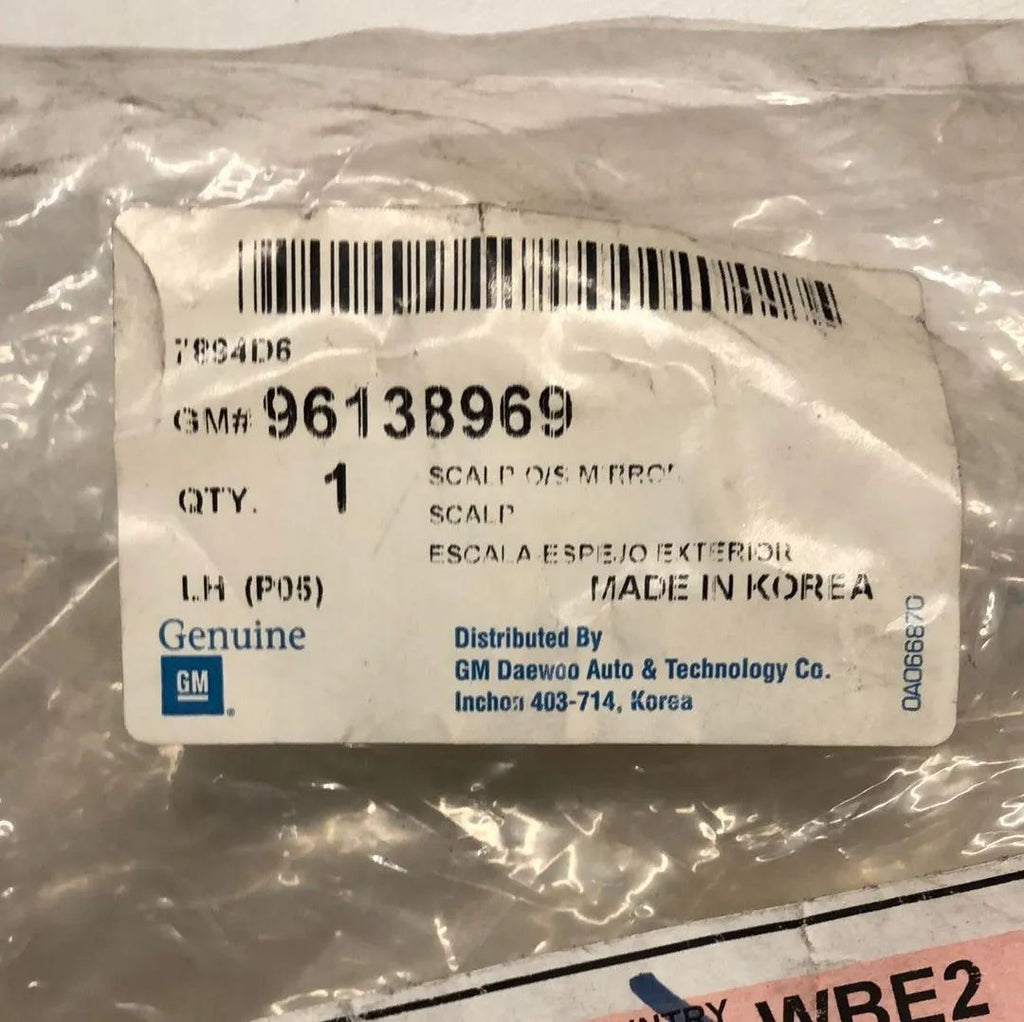 7894D6
GM# 96138969
QTY. 1
SCALP O/S MIRROR
SCALP
ESCALA-ESPEJO EXTERIOR
LH (P05)
MADE IN KOREA
Genuine
GM
Distributed By
GM Daewoo Auto & Technology Co.
Inchon 403-714, Korea
0A066870
WBE2